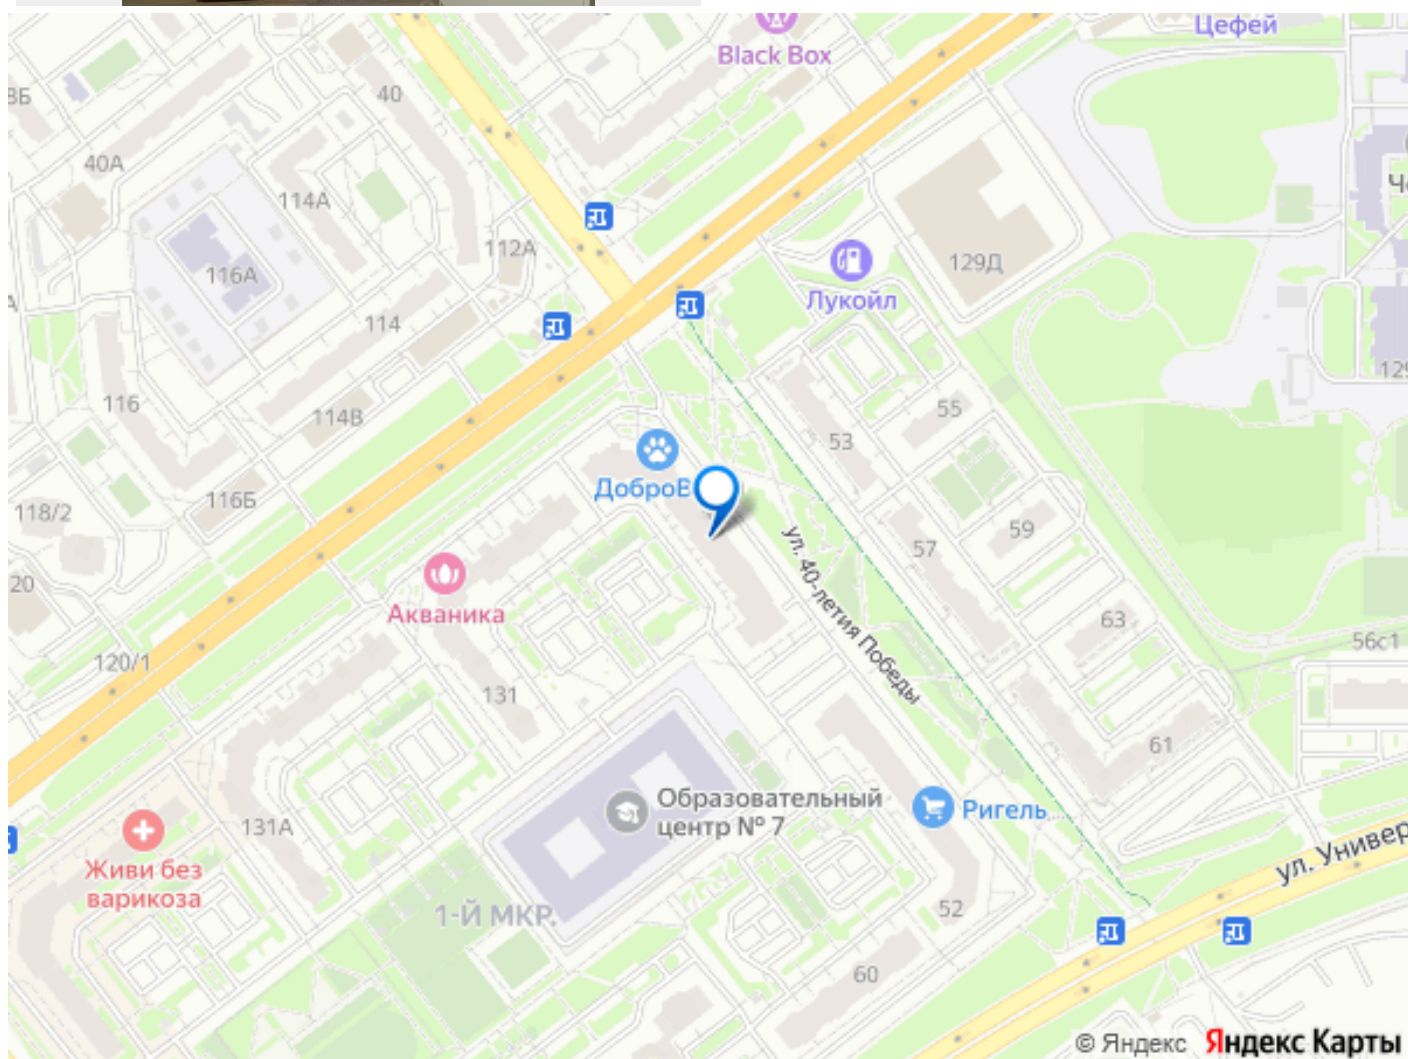 Цефей
Black Box
40
40А
114А
112А
116А
129Д
Лукойл
114
116
114В
55
53
116Б
118/2
ДоброВ
59
57
20
Акваника
ул. 40-летия Победы
63
56с1
120/1
131
61
Образовательный
центр № 7
Ригель...
131А
Живи без
варикоза
1-Й МКР.
ул. Универ
52
60
© Яндекс Яндекс Карты